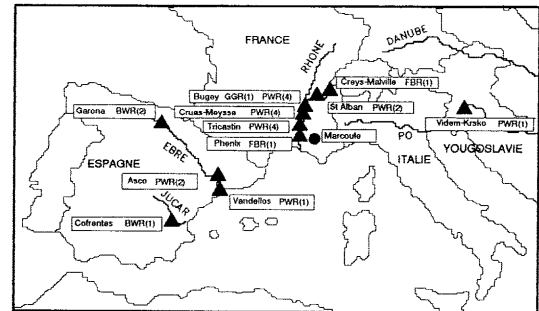 FRANCE
DANUBE
RHONE
Creys-Malville FBR(1)
Bugey GGR(1) PWR(4)
St Alban PWR(2)
Garona BWR(2)
Cruas-Meysse PWR(4)
Tricastin PWR(4)
Videm-Krsko PWR(1)
Marcoule
PO
Phenix FBR(1)
YOUGOSLAVIE
EBRE
ESPAGNE
ITALIE
Asco PWR(2)
Vandellos PWR(1)
JUCAR
Cofrentes BWR(1)